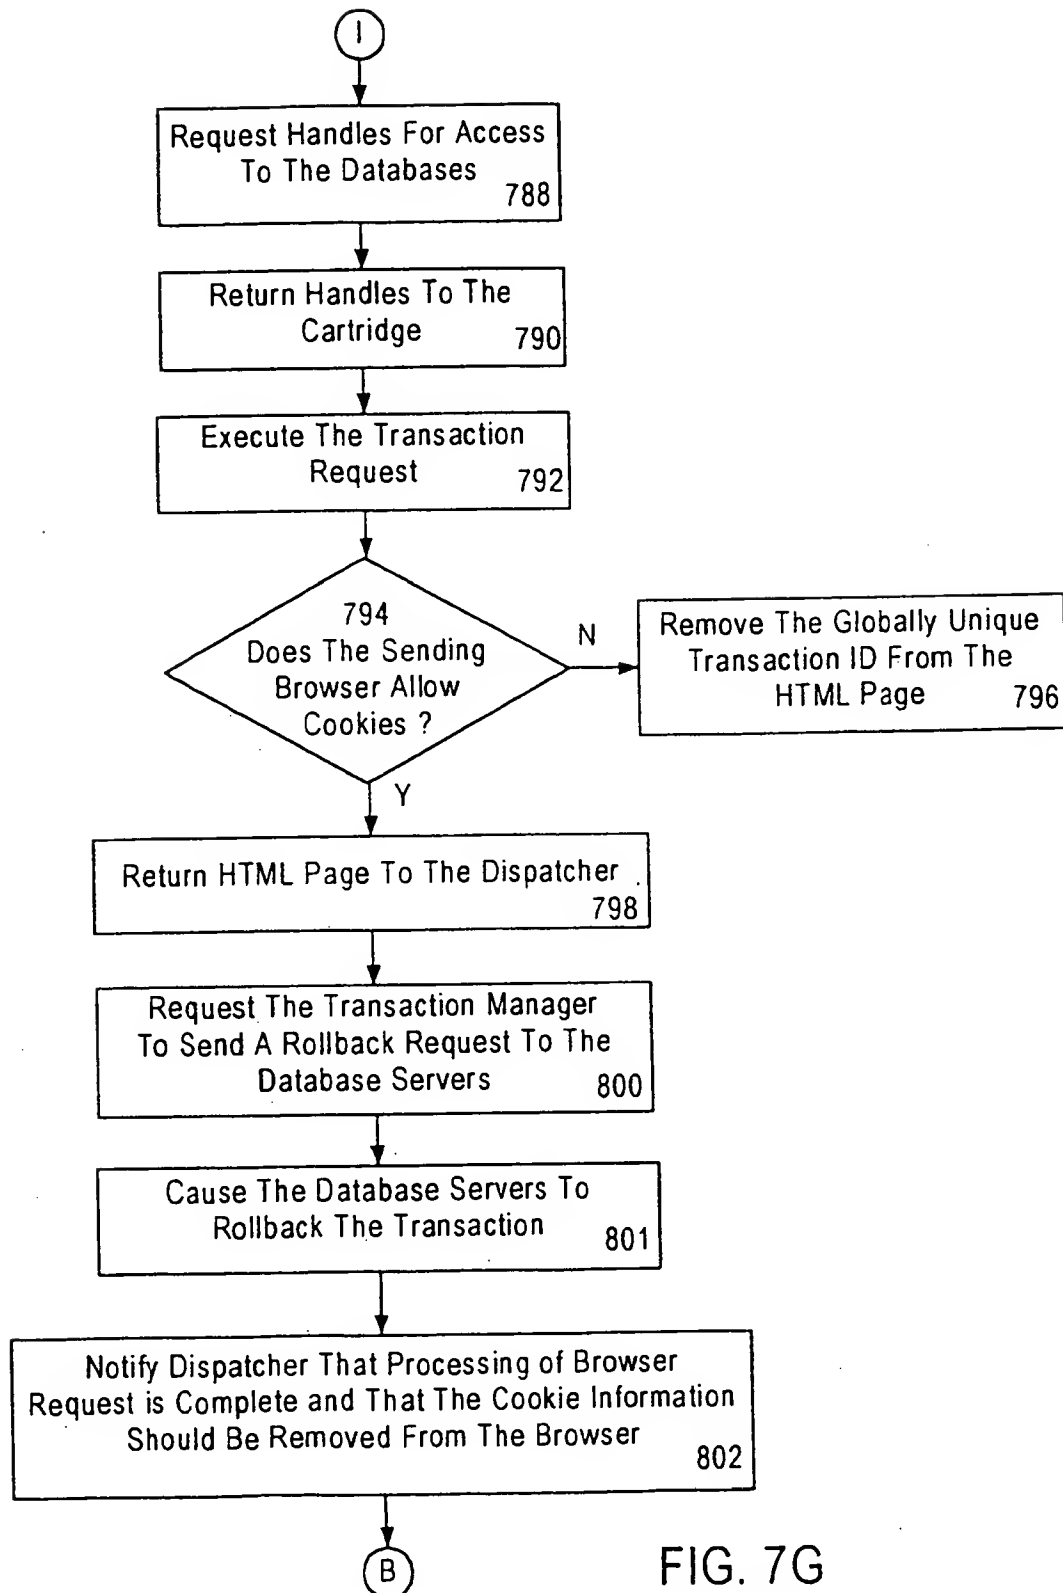 I
Request Handles For Access
To The Databases
788
Return Handles To The
Cartridge
790
Execute The Transaction
Request
792
794
Does The Sending
Browser Allow
Cookies ?
N
Remove The Globally Unique
Transaction ID From The
HTML Page
796
Y
Return HTML Page To The Dispatcher
798
Request The Transaction Manager
To Send A Rollback Request To The
Database Servers
800
Cause The Database Servers To
Rollback The Transaction
801
Notify Dispatcher That Processing of Browser
Request is Complete and That The Cookie Information
Should Be Removed From The Browser
802
B
FIG. 7G